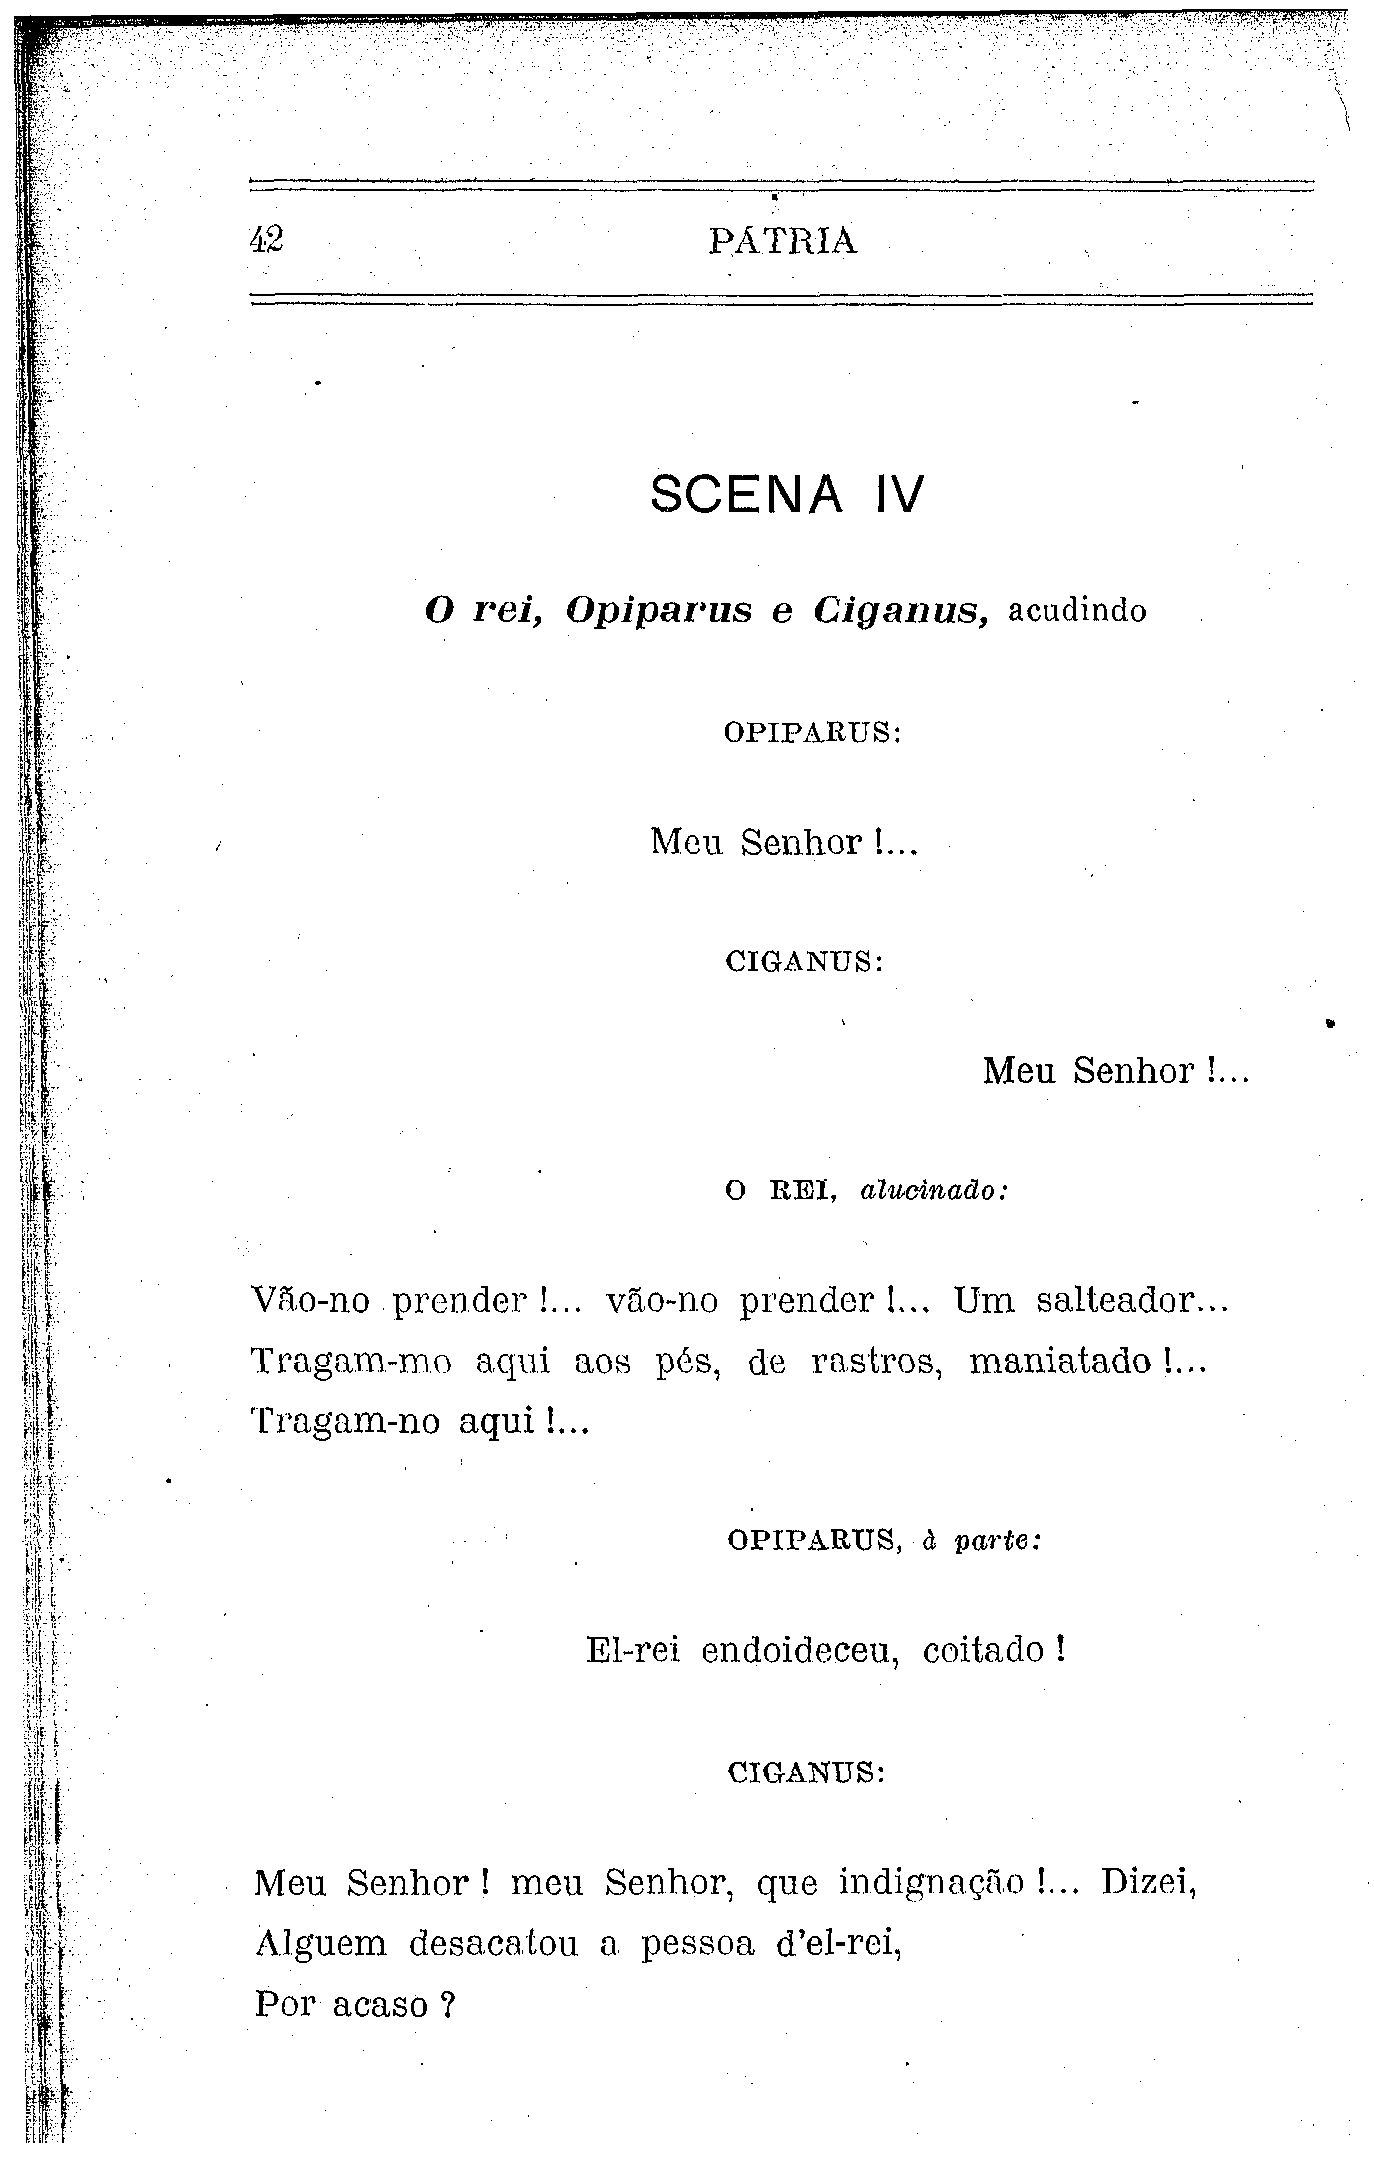 42 PÁTRIA
SCENA IV
O rei, Opiparus e Ciganus, acudindo
OPIPARUS:
Meu Senhor !...
CIGANUS:
Meu Senhor !...
O REI, alucinado:
Vão-no prender !... vão-no prender !... Um salteador...
Tragam-mo aqui aos pés, de rastros, maniatado !...
Tragam-no aqui !...
OPIPARUS, à parte:
El-rei endoideceu, coitado !
CIGANUS:
Meu Senhor ! meu Senhor, que indignação !... Dizei,
Alguem desacatou a pessoa d'el-rei,
Por acaso ?